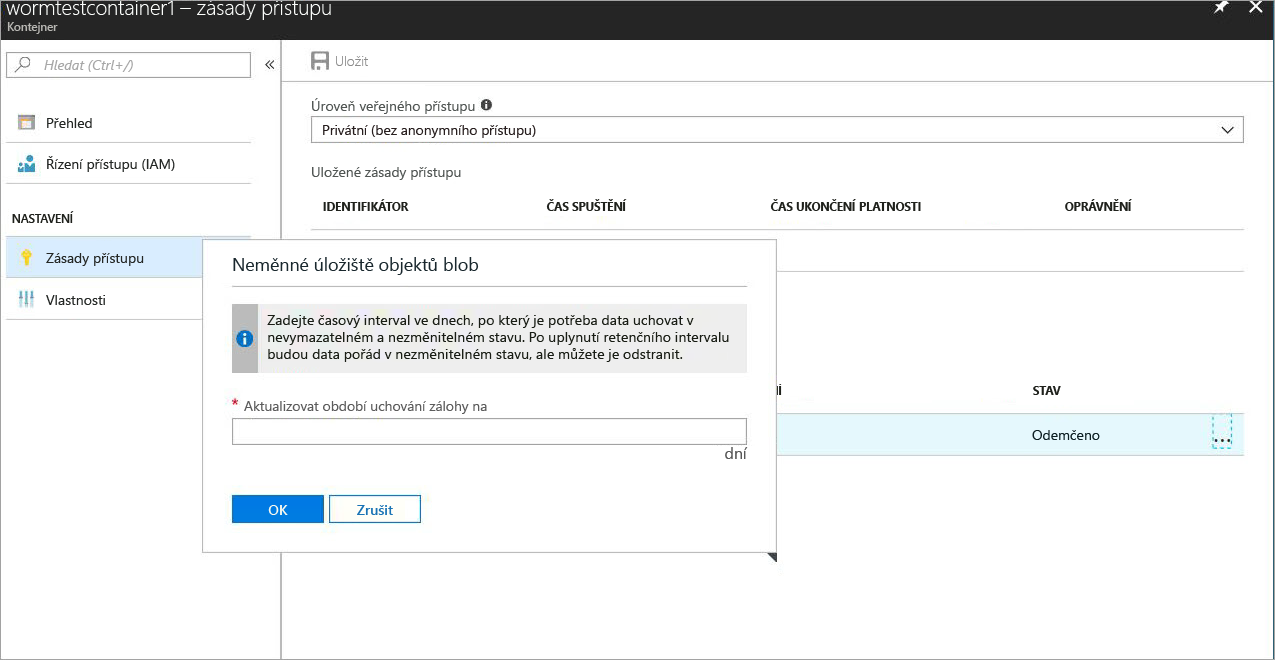 wormtestcontainer1 – zásady přístupu
Kontejner
Hledat (Ctrl+/)
«
Přehled
Řízení přístupu (IAM)
NASTAVENÍ
Zásady přístupu
Vlastnosti
Uložit
Úroveň veřejného přístupu
Privátní (bez anonymního přístupu)
Uložené zásady přístupu
IDENTIFIKÁTOR ČAS SPUŠTĚNÍ ČAS UKONČENÍ PLATNOSTI OPRÁVNĚNÍ
Neměnné úložiště objektů blob
Zadejte časový interval ve dnech, po který je potřeba data uchovat v
nevymazatelném a nezměnitelném stavu. Po uplynutí retenčního intervalu
budou data pořád v nezměnitelném stavu, ale můžete je odstranit.
* Aktualizovat období uchování zálohy na
dní
OK Zrušit
STAV
Odemčeno ...